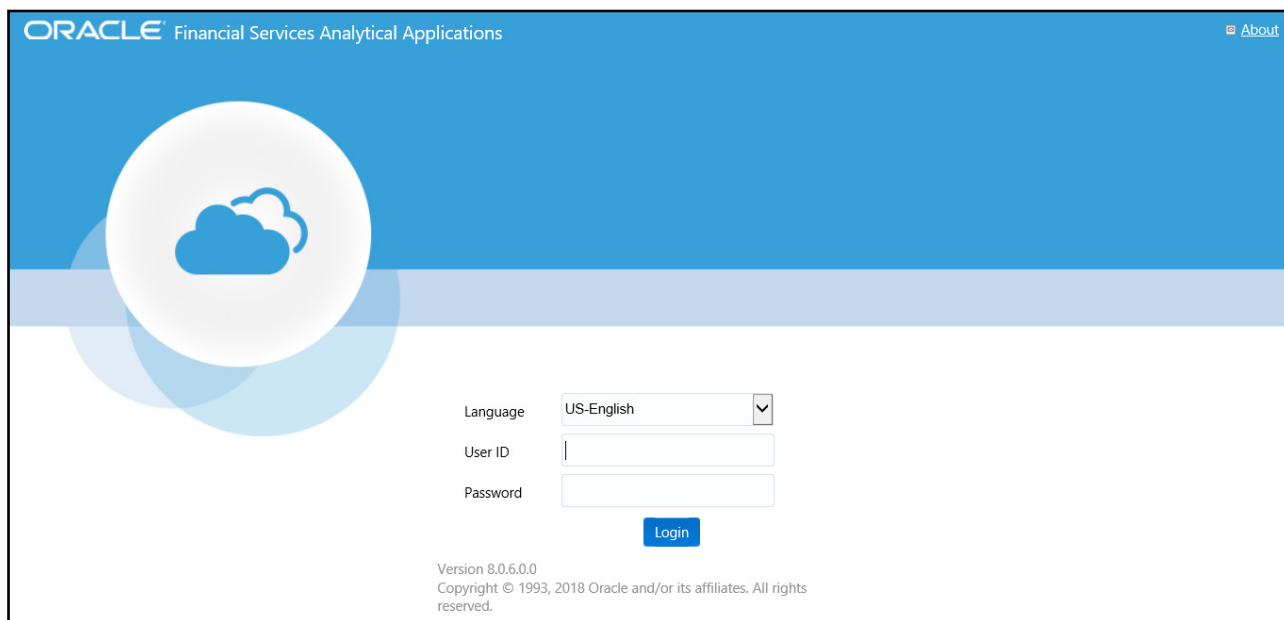 ORACLE Financial Services Analytical Applications
About
Language US-English
User ID
Password
Login
Version 8.0.6.0.0
Copyright © 1993, 2018 Oracle and/or its affiliates. All rights
reserved.